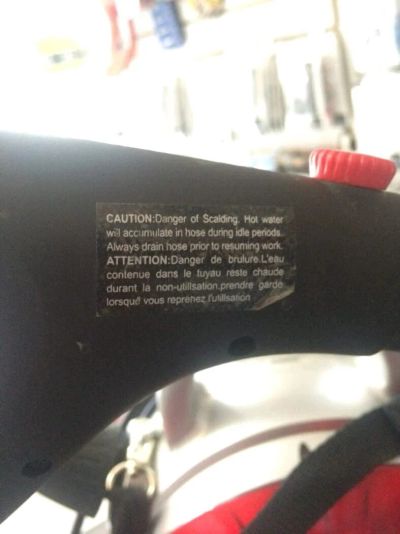 CAUTION:Danger of Scalding. Hot water
will accumulate in hose during idle periods.
Always drain hose prior to resuming work.
ATTENTION:Danger de brulure.L'eau
contenue dans le tuyau reste chaude
durant la non-utillsation.prendre garde
lorsque vous reprenez l'utillsation